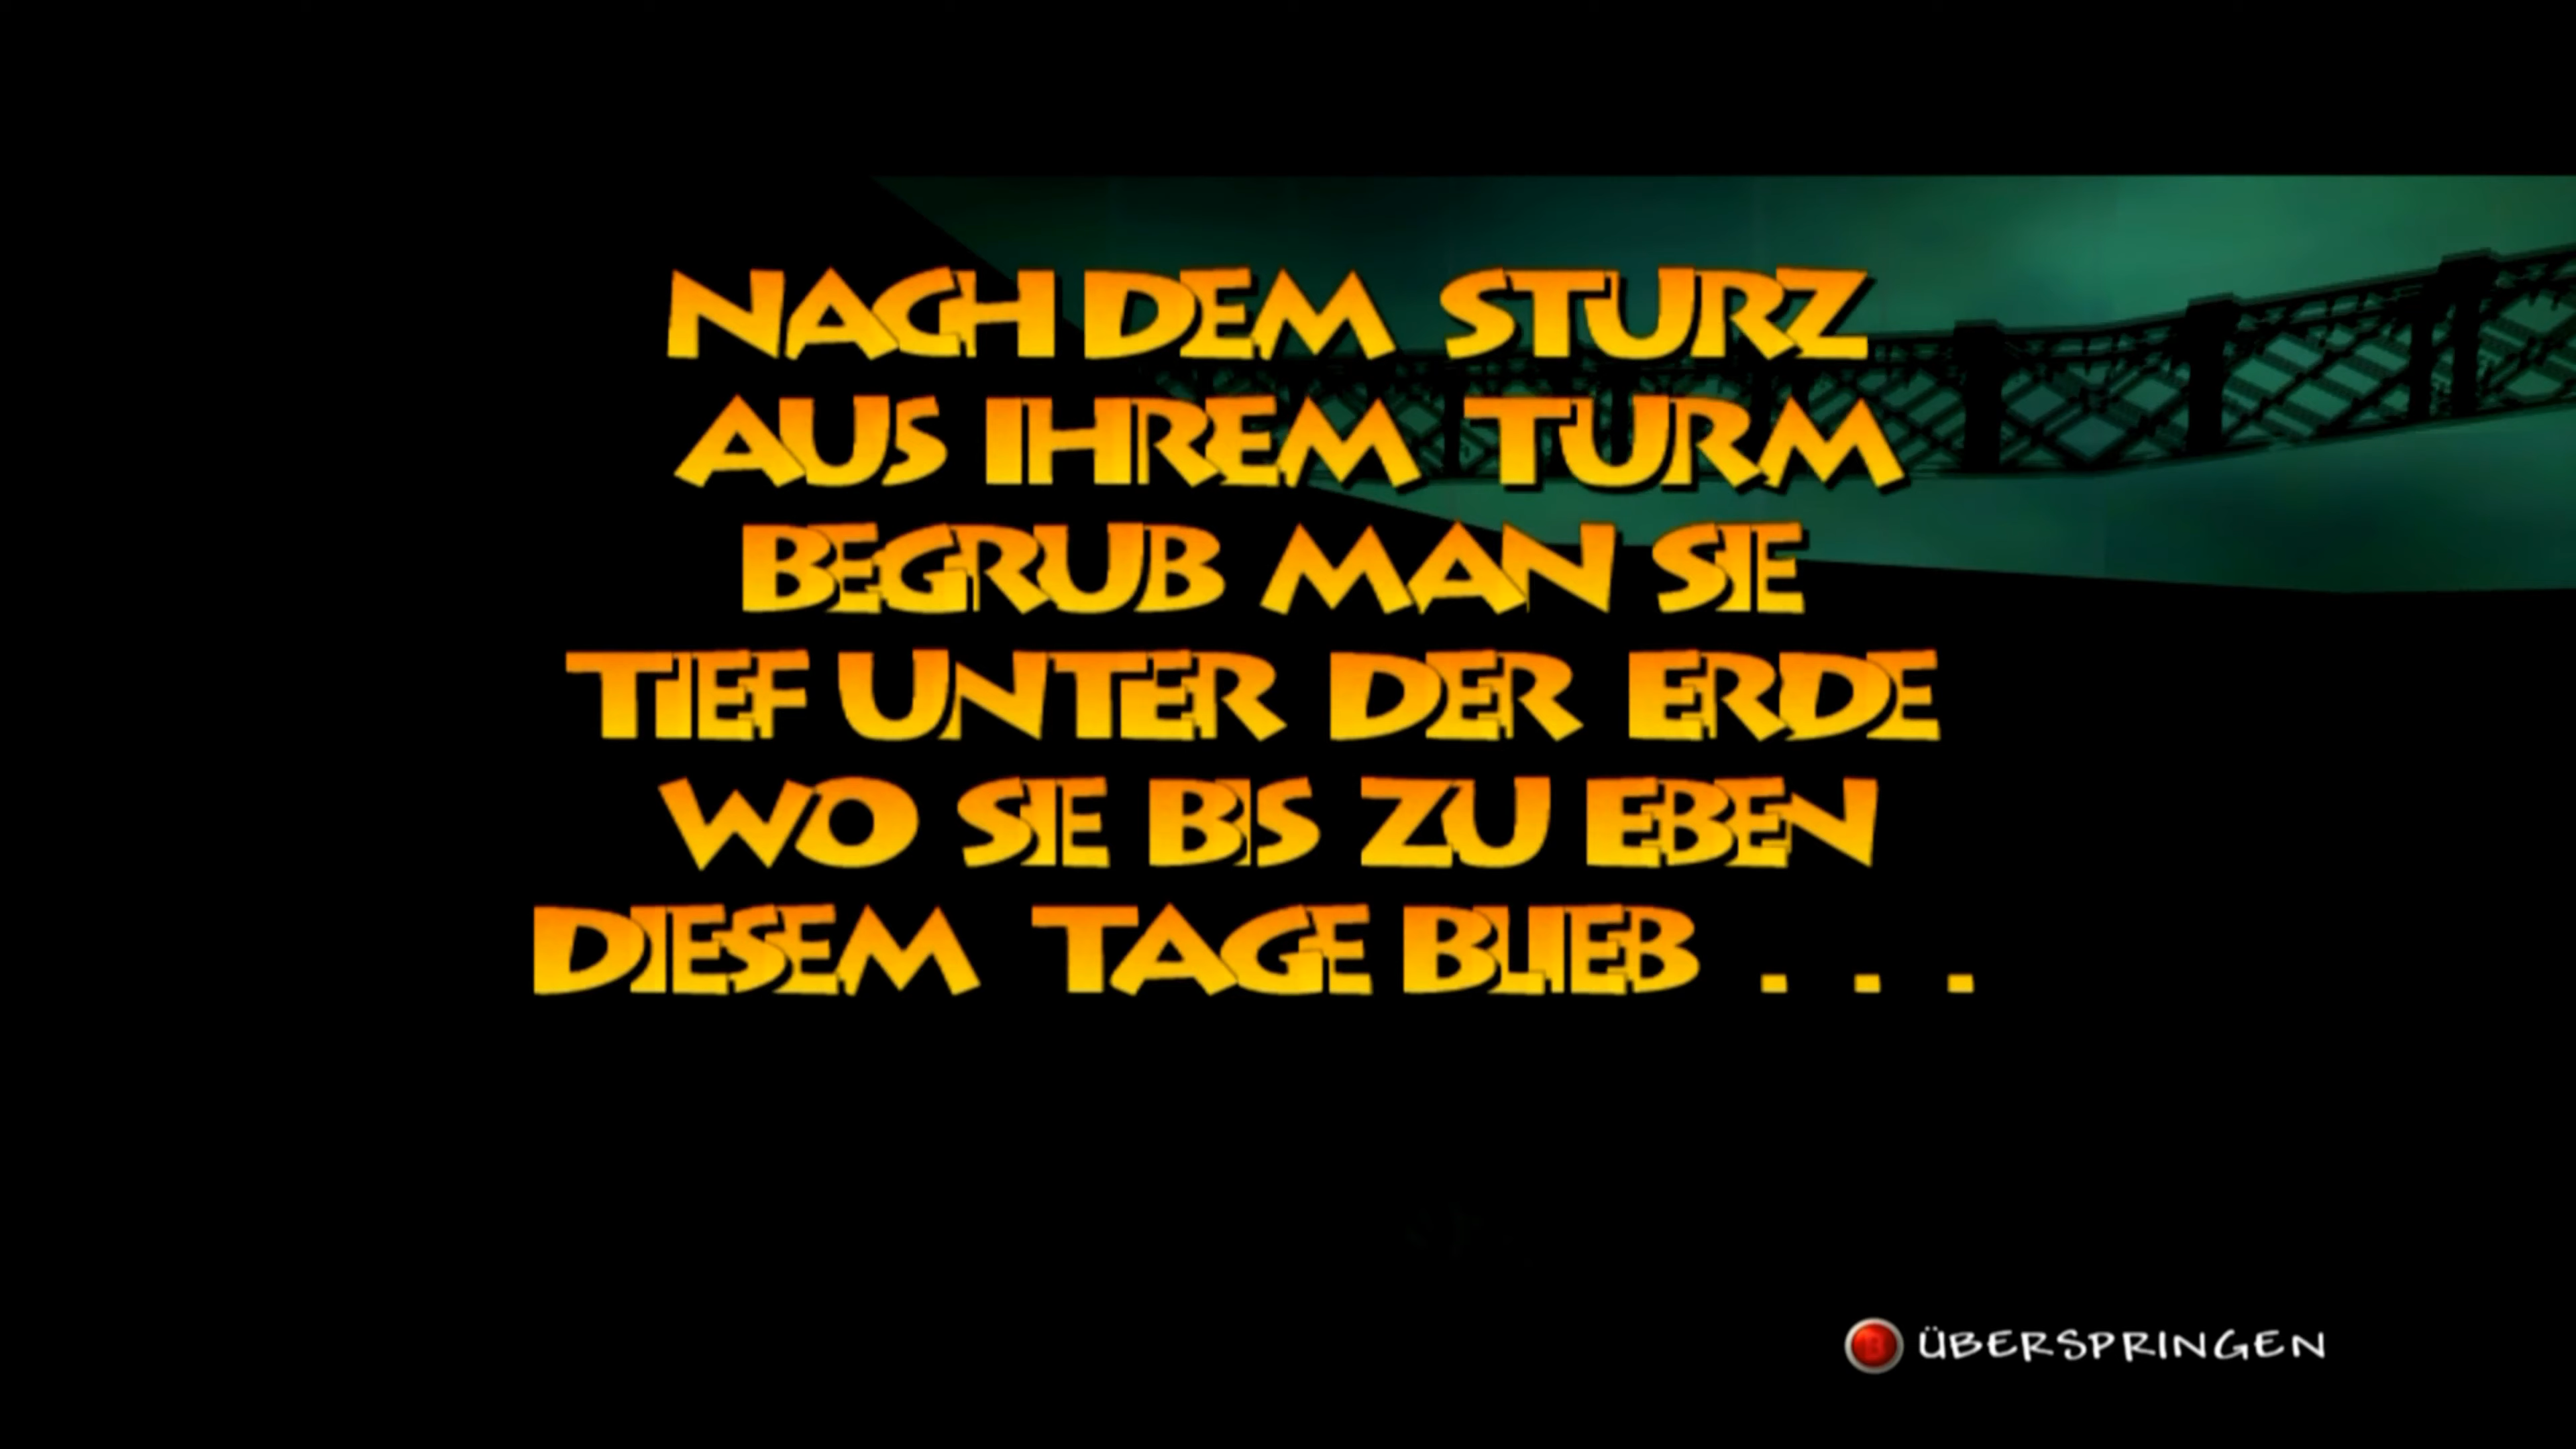 NACH DEM STURZ
AUS IHREM TURM
BEGRUB MAN SIE
TIEF UNTER DER ERDE
WO SIE BIS ZU EBEN
DIESEM TAGE BLIEB . . .
B ÜBERSPRINGEN